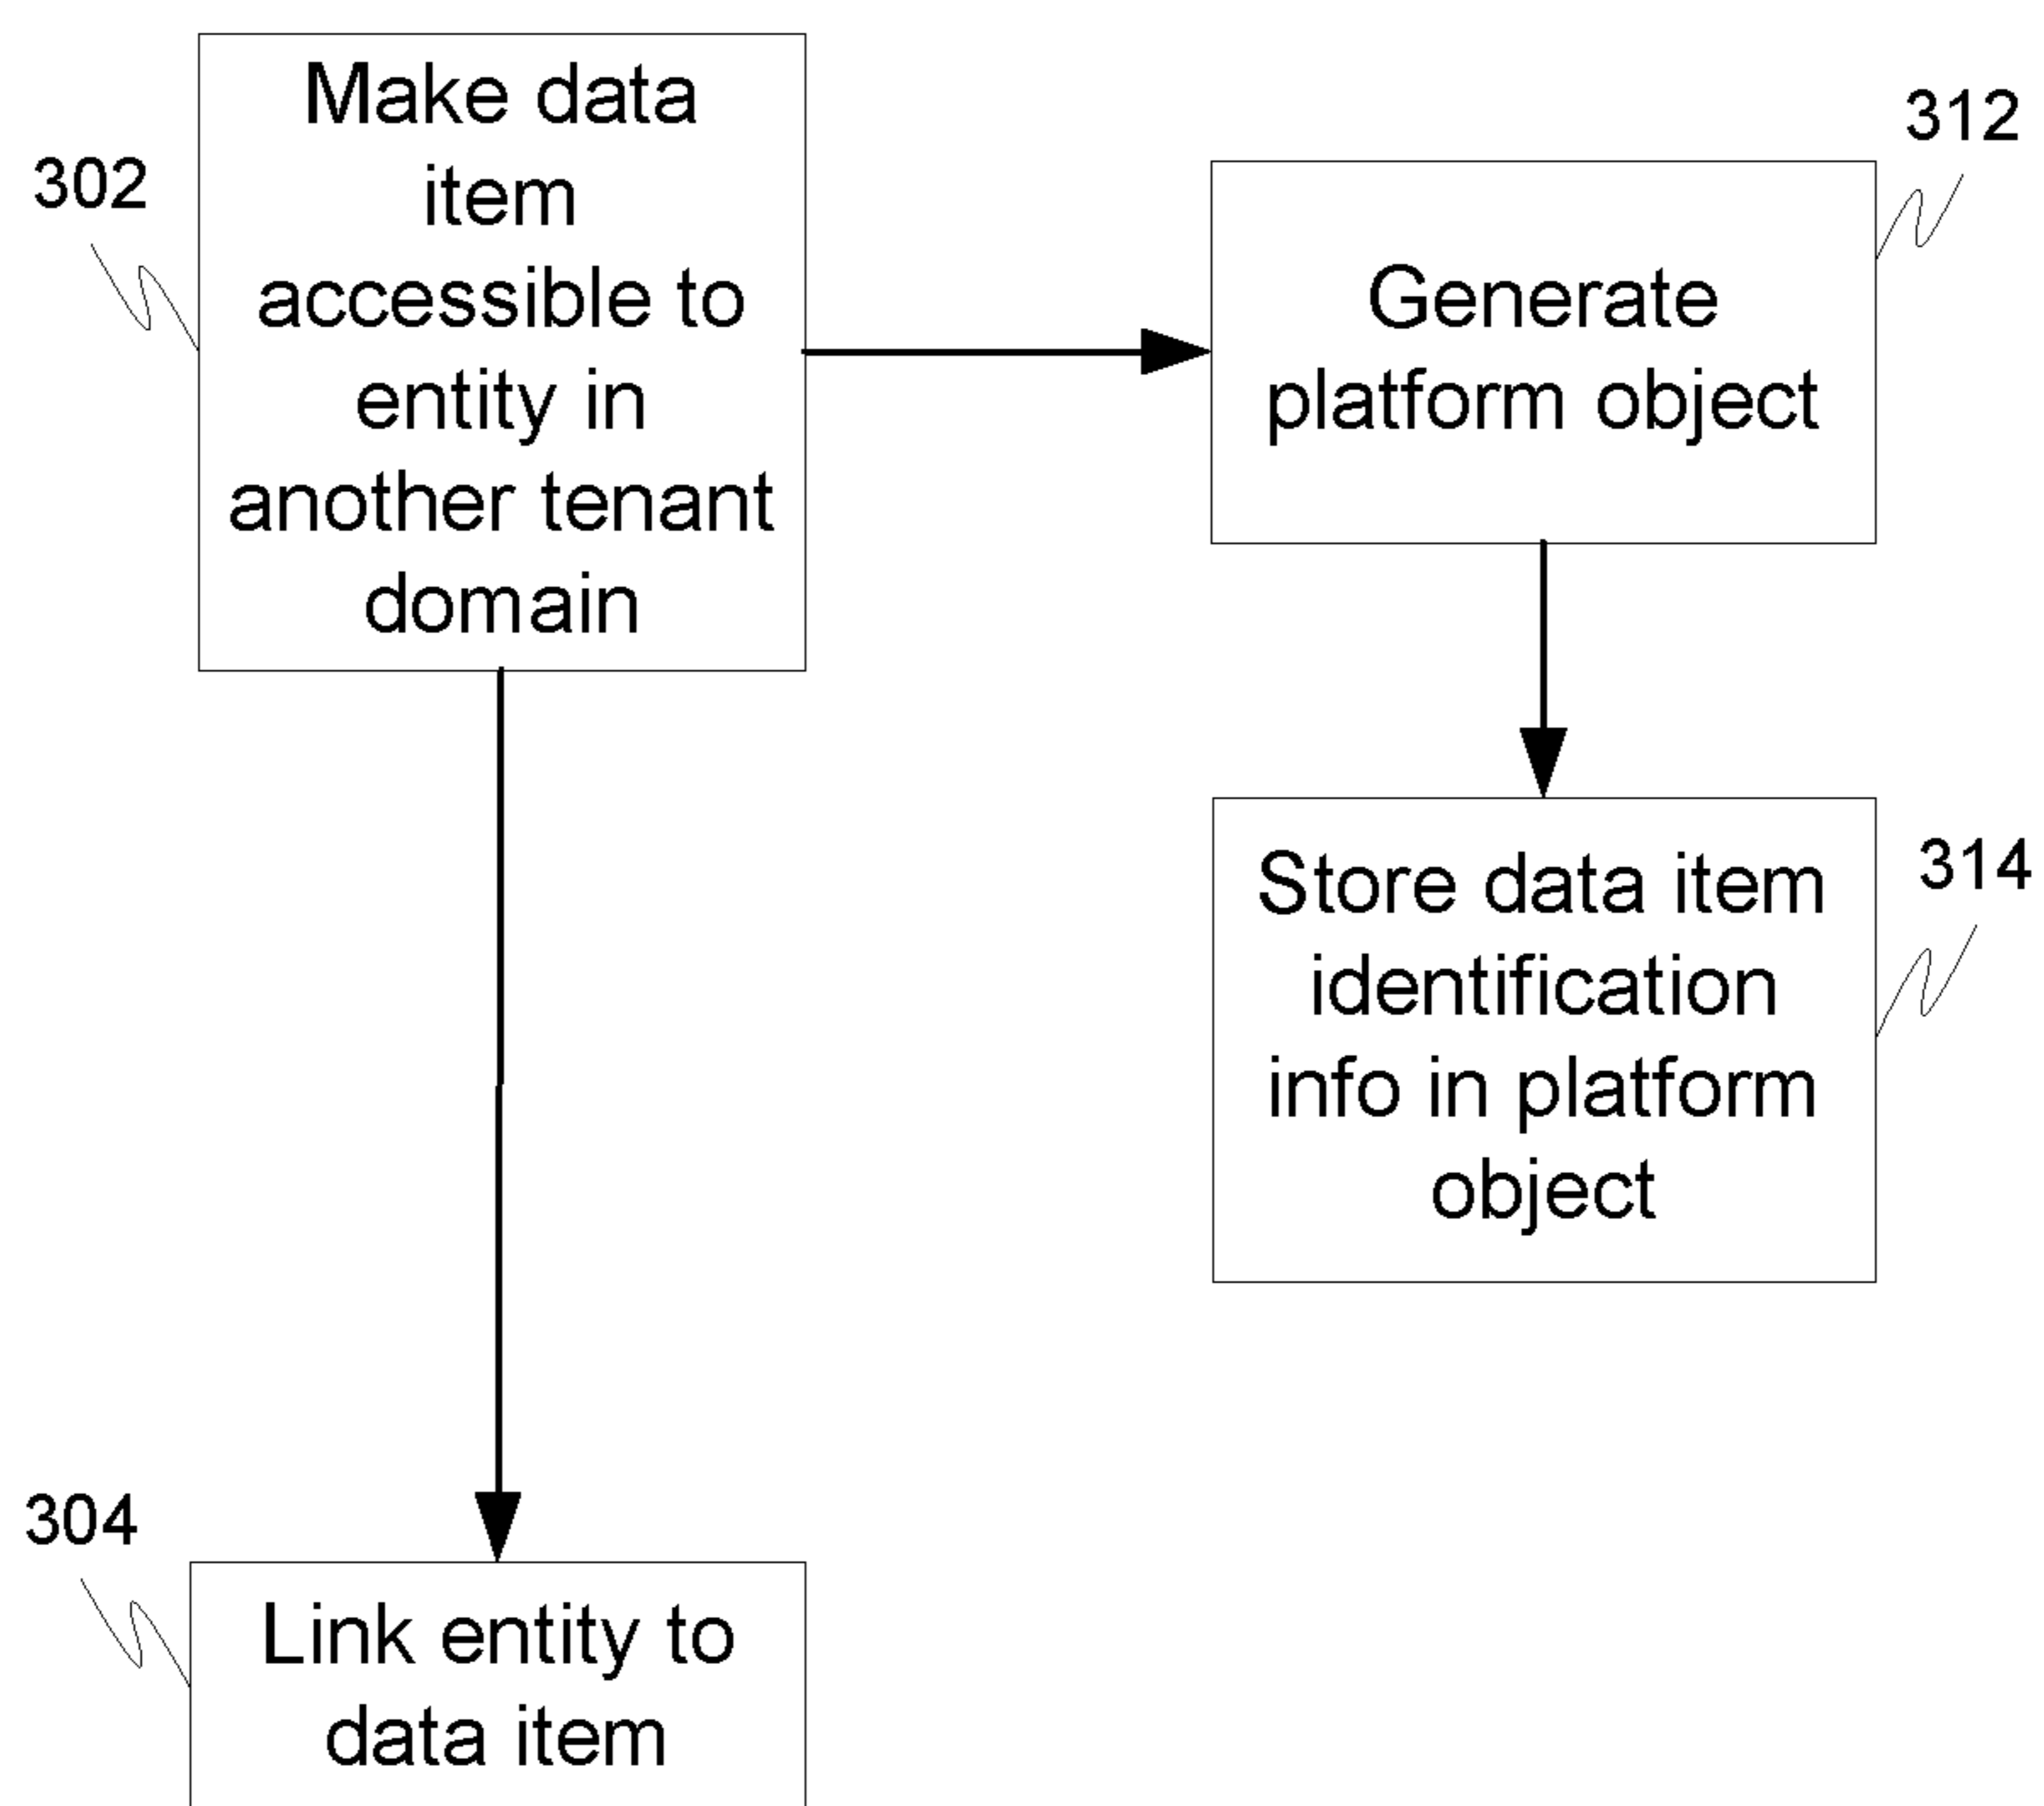 302
Make data
item
accessible to
entity in
another tenant
domain
312
Generate
platform object
314
Store data item
identification
info in platform
object
304
Link entity to
data item